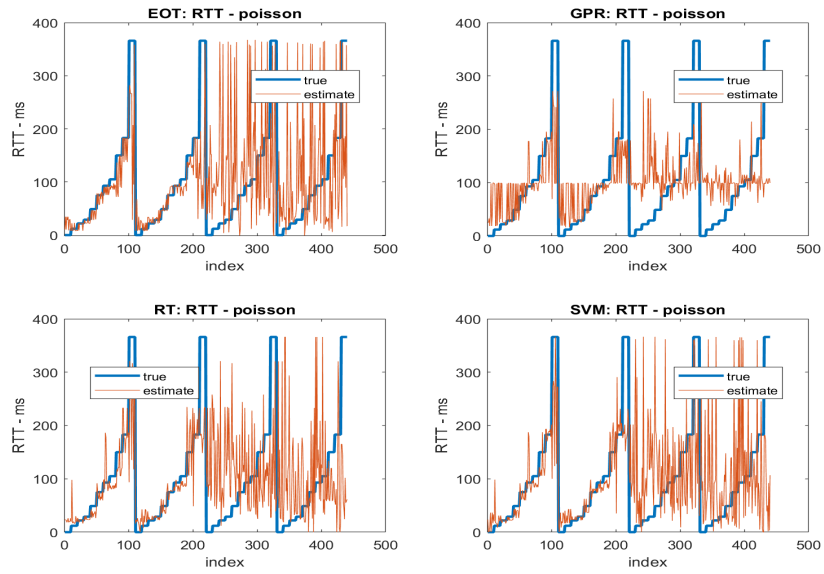 EOT: RTT - poisson
400
300
200
100
0
RTT - ms
true
estimate
0 100 200 300 400 500
index
GPR: RTT - poisson
400
300
200
100
0
RTT - ms
true
estimate
0 100 200 300 400 500
index
RT: RTT - poisson
400
300
200
100
0
RTT - ms
true
estimate
0 100 200 300 400 500
index
SVM: RTT - poisson
400
300
200
100
0
RTT - ms
true
estimate
0 100 200 300 400 500
index